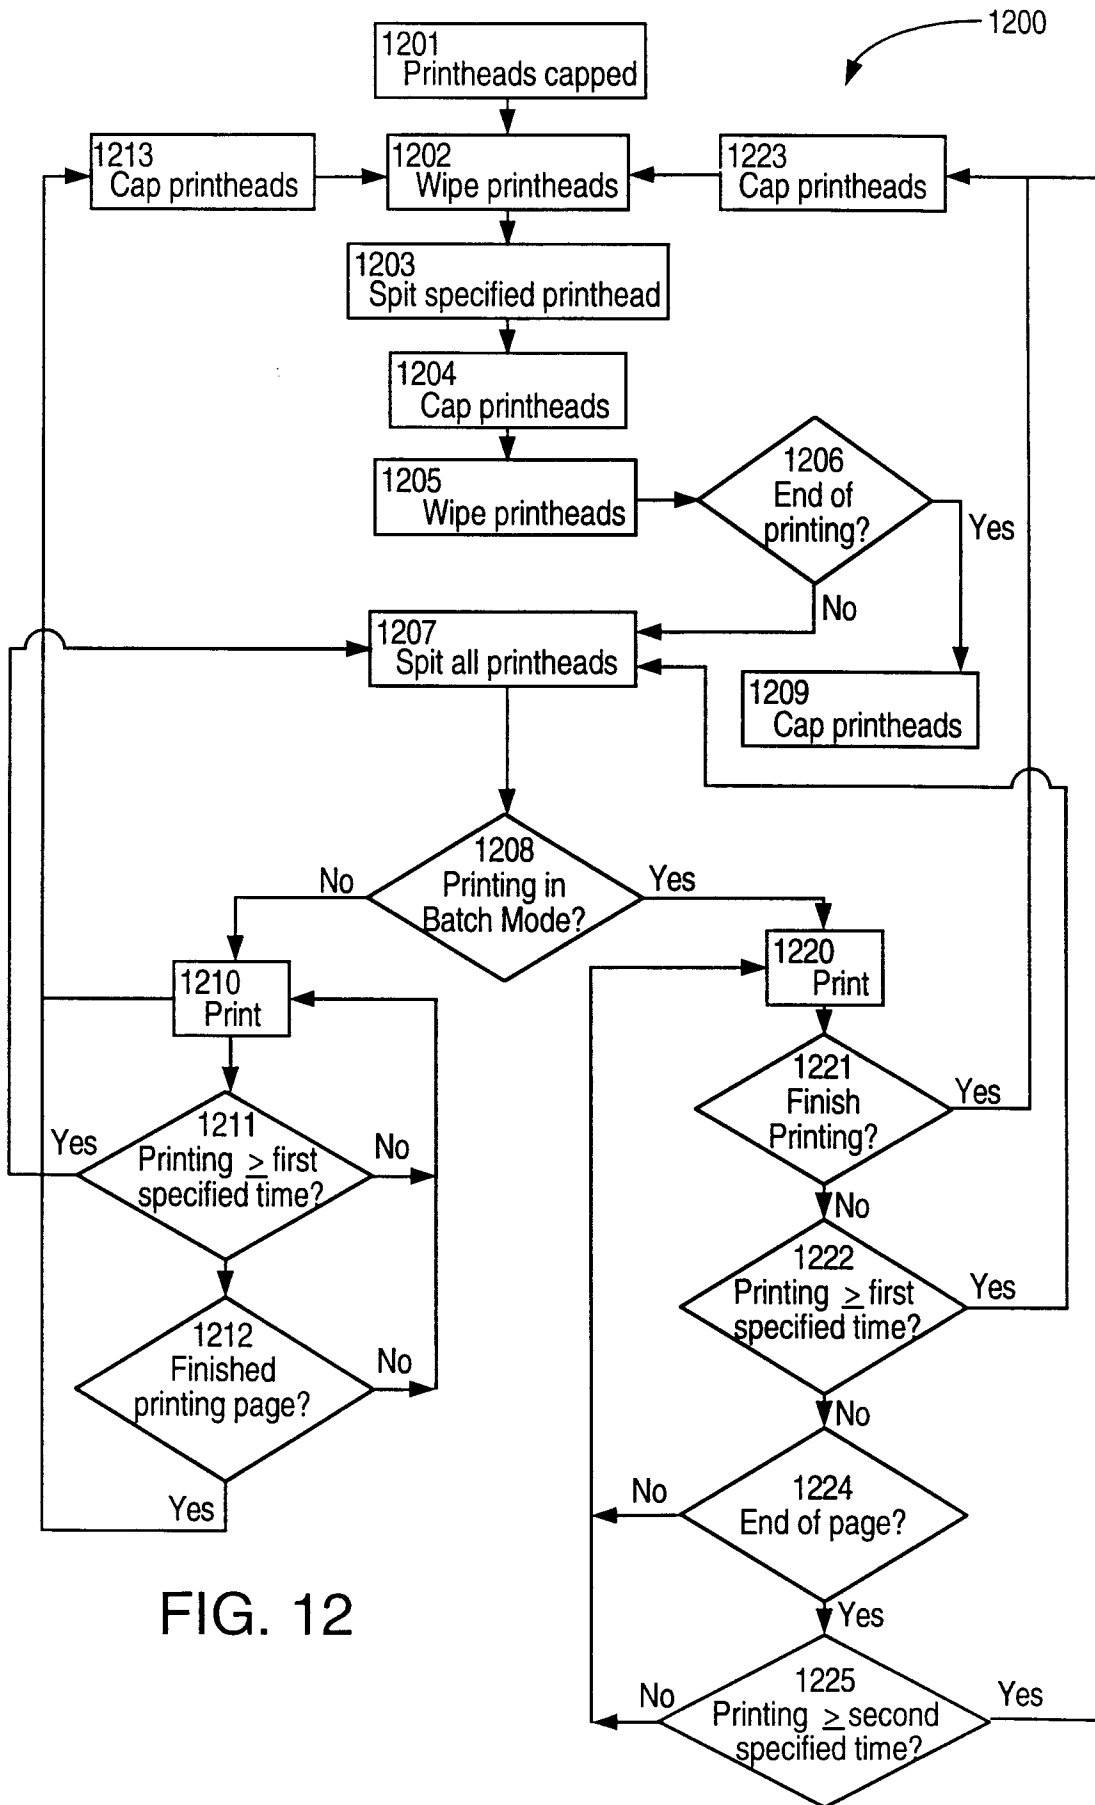 1200
1201
Printheads capped
1213
Cap printheads
1202
Wipe printheads
1223
Cap printheads
1203
Spit specified printhead
1204
Cap printheads
1205
Wipe printheads
1206
End of
printing?
Yes
No
1207
Spit all printheads
1209
Cap printheads
1208
Printing in
Batch Mode?
No
Yes
1210
Print
1220
Print
1211
Printing ≥ first
specified time?
Yes
No
1221
Finish
Printing?
Yes
No
1212
Finished
printing page?
No
Yes
1222
Printing ≥ first
specified time?
Yes
No
1224
End of page?
No
Yes
1225
Printing ≥ second
specified time?
No
Yes
FIG. 12